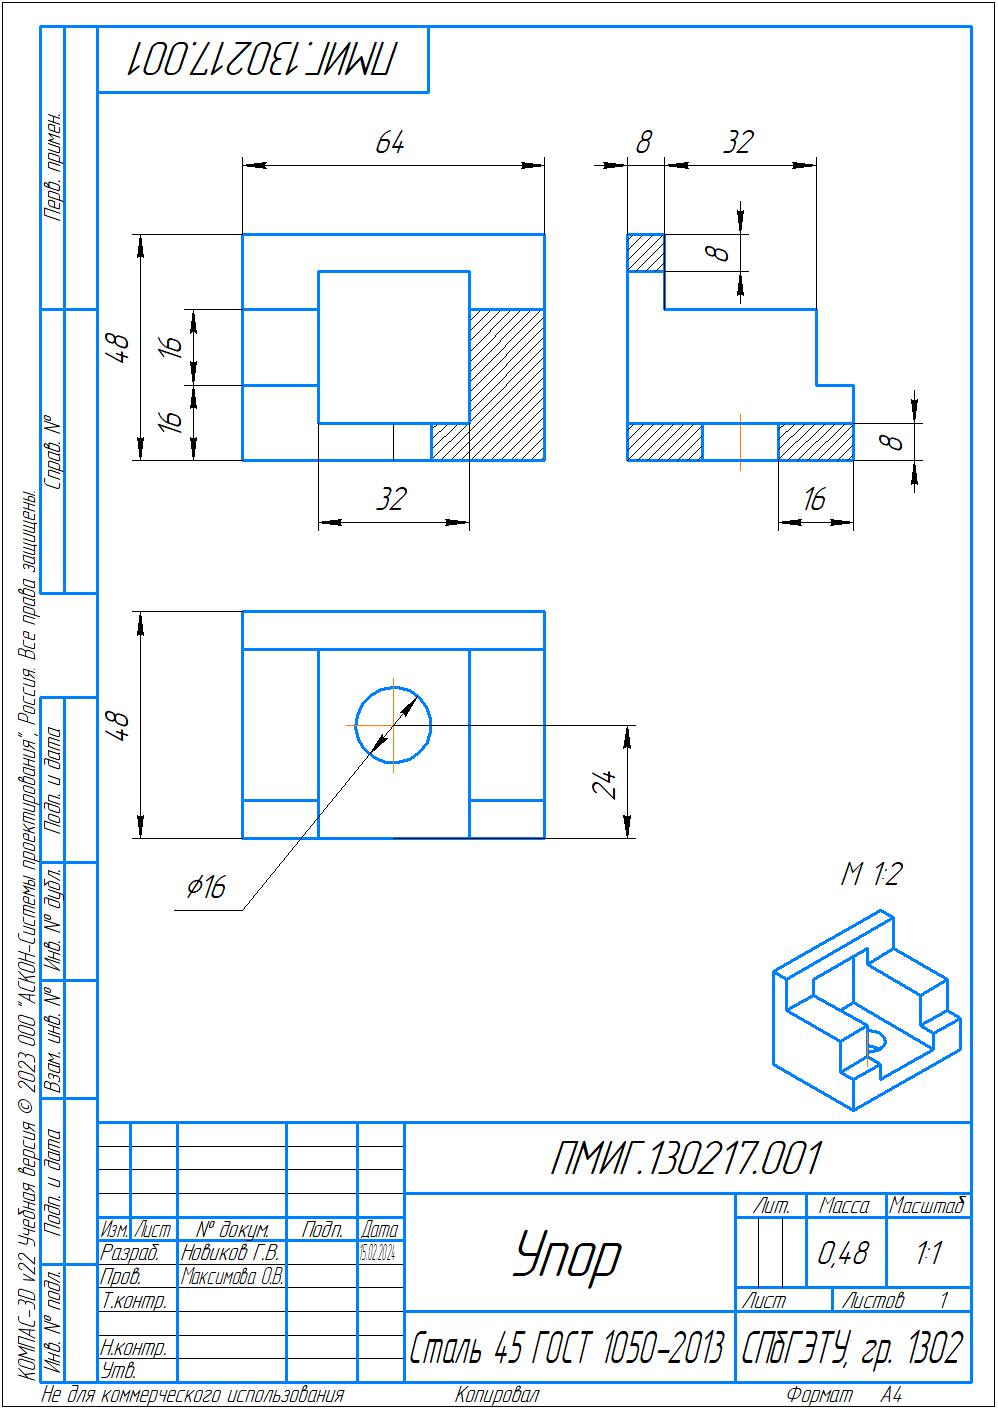 ПМИГ.130217.001
Перв. примен.
Справ. №
Подп. и дата
Инв. № дубл.
Взам. инв. №
Подп. и дата
Инв. № подл.
КОМПАС-3D v22 Учебная версия © 2023 ООО "АСКОН-Системы проектирования", Россия. Все права защищены.
64
8
32
8
48
16
16
32
8
16
48
24
⌀16
М 1:2
ПМИГ.130217.001
Изм. Лист № докум. Подп. Дата
Разраб. Новиков Г.В. 15.02.2024
Пров. Максимова О.В.
Т.контр.
Н.контр.
Утв.
Упор
Лит. Масса Масштаб
0,48 1:1
Лист Листов 1
Сталь 45 ГОСТ 1050-2013
СПбГЭТУ, гр. 1302
Не для коммерческого использования Копировал Формат А4